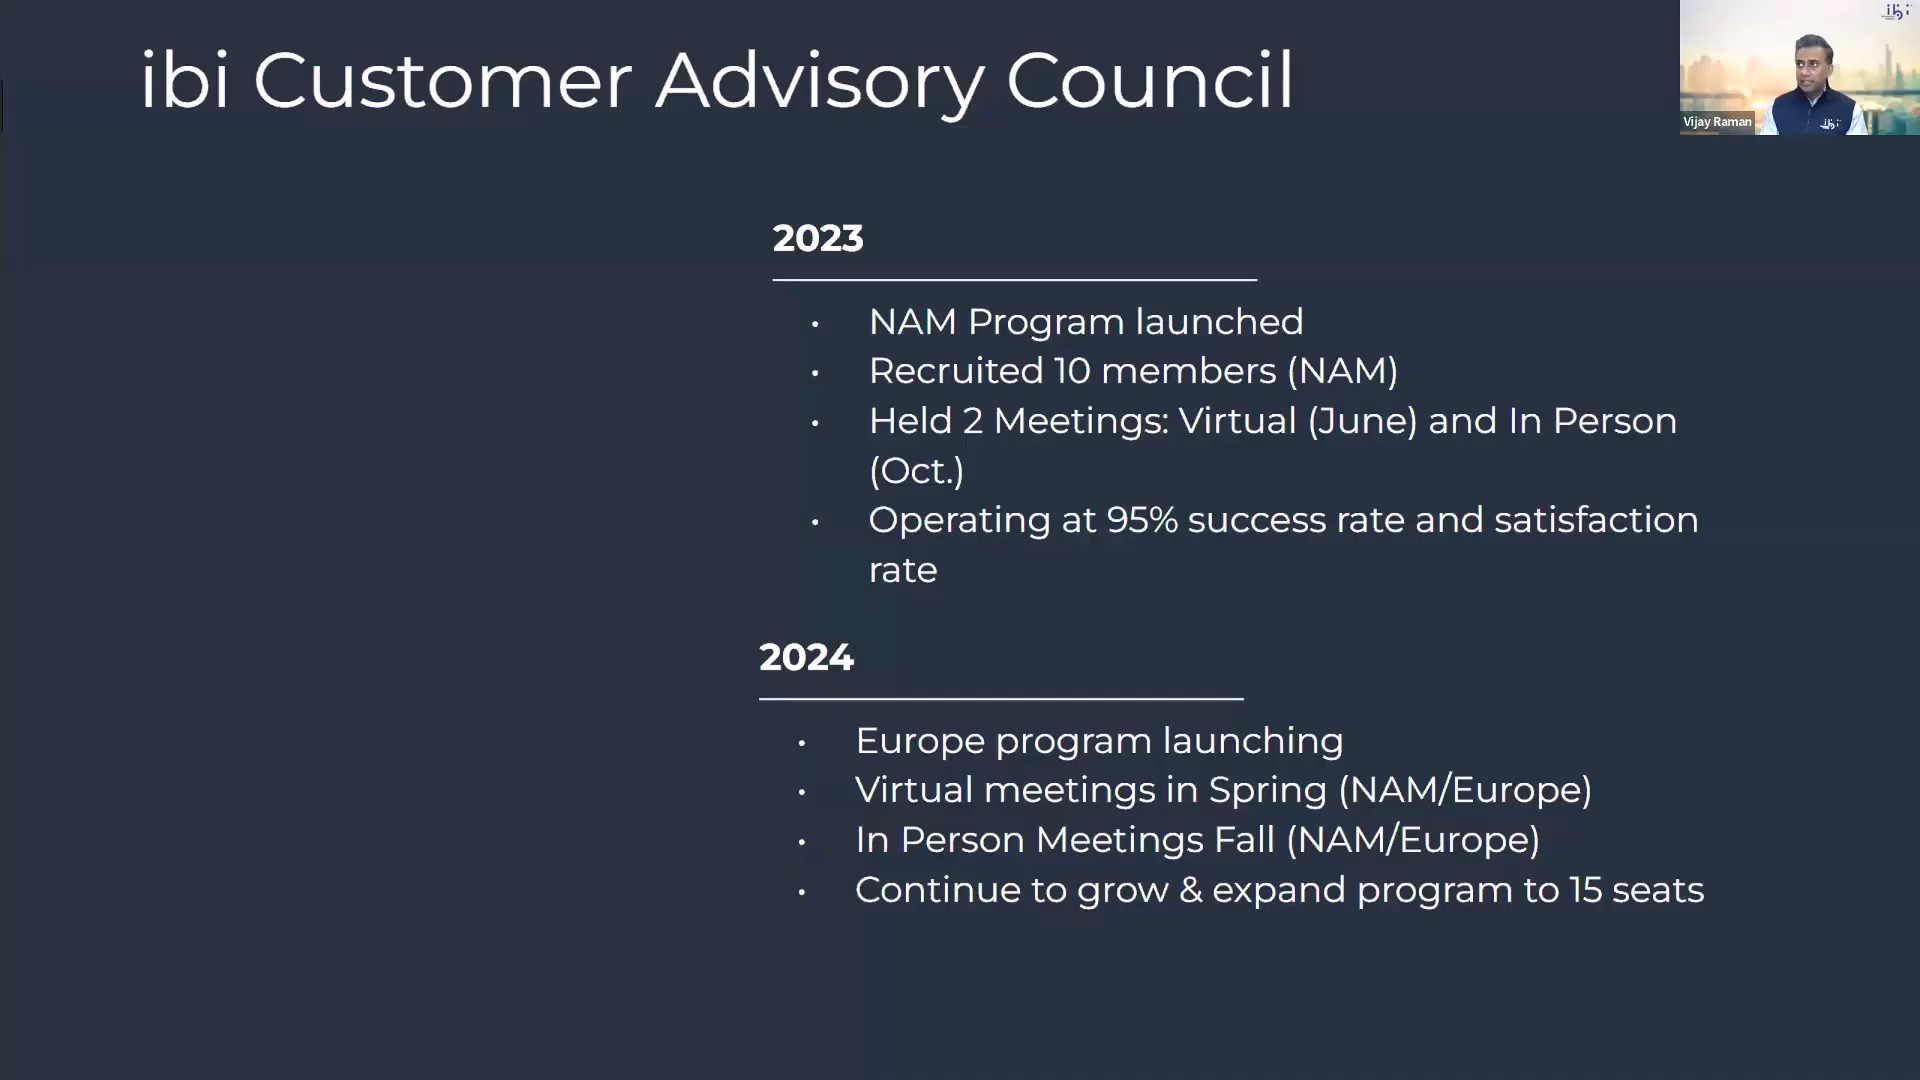 ibi Customer Advisory Council
ibi
Vijay Raman
ibi
2023
• NAM Program launched
• Recruited 10 members (NAM)
• Held 2 Meetings: Virtual (June) and In Person
(Oct.)
• Operating at 95% success rate and satisfaction
rate
2024
• Europe program launching
• Virtual meetings in Spring (NAM/Europe)
• In Person Meetings Fall (NAM/Europe)
• Continue to grow & expand program to 15 seats